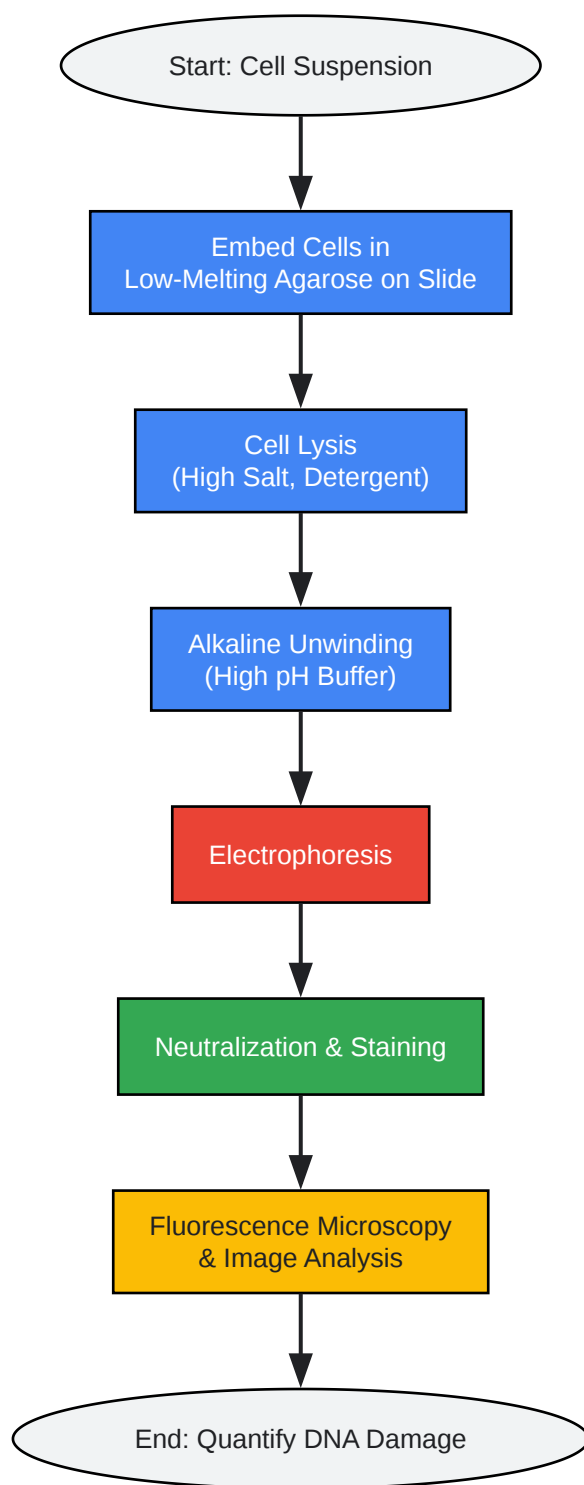 Start: Cell Suspension
Embed Cells in
Low-Melting Agarose on Slide
Cell Lysis
(High Salt, Detergent)
Alkaline Unwinding
(High pH Buffer)
Electrophoresis
Neutralization & Staining
Fluorescence Microscopy
& Image Analysis
End: Quantify DNA Damage